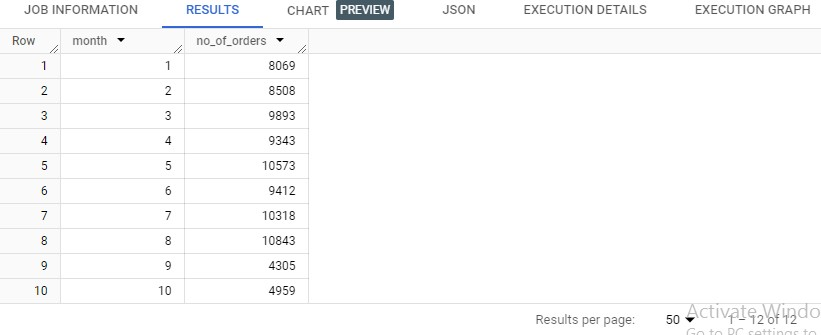 JOB INFORMATION RESULTS CHART PREVIEW JSON EXECUTION DETAILS EXECUTION GRAPH
Row month no_of_orders
1 1 8069
2 2 8508
3 3 9893
4 4 9343
5 5 10573
6 6 9412
7 7 10318
8 8 10843
9 9 4305
10 10 4959
Activate Windo
Results per page: 50 1 – 12 of 12
Go to PC settings to